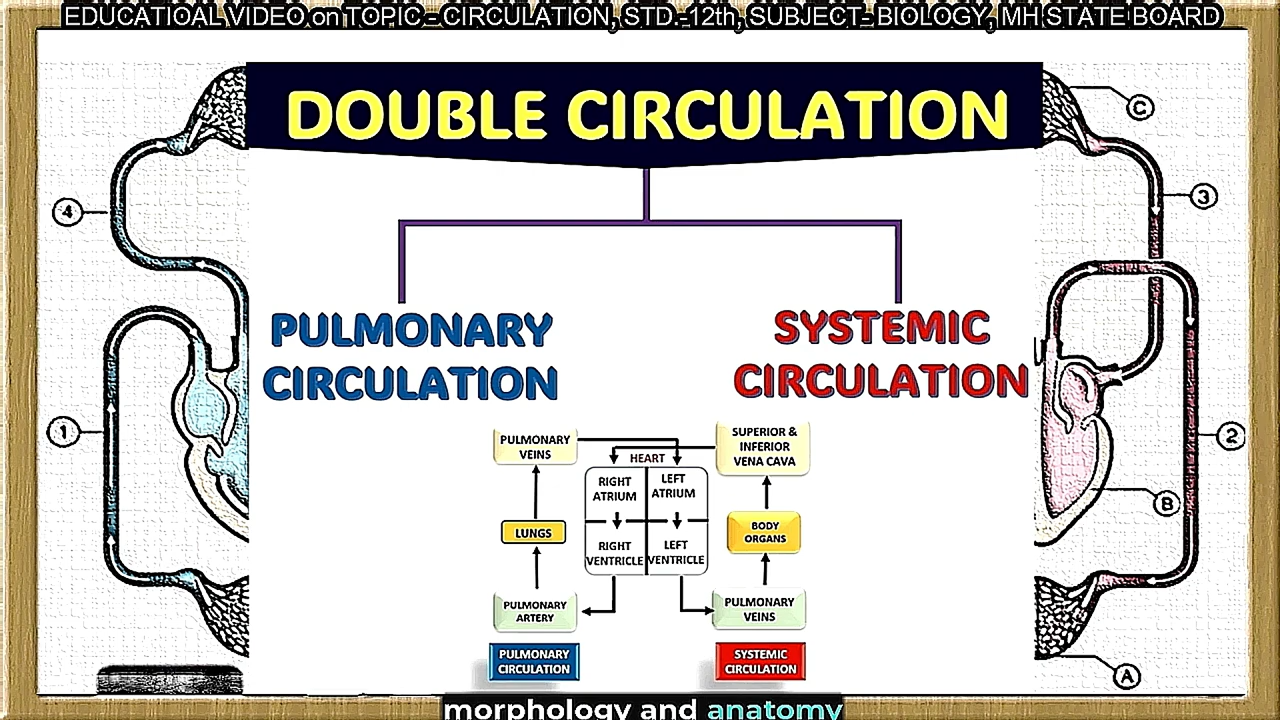 EDUCATIOAL VIDEO on TOPIC - CIRCULATION, STD.-12th, SUBJECT- BIOLOGY, MH STATE BOARD
DOUBLE CIRCULATION
C
4
3
PULMONARY
CIRCULATION
SYSTEMIC
CIRCULATION
1
2
PULMONARY
VEINS
HEART
SUPERIOR &
INFERIOR
VENA CAVA
RIGHT
ATRIUM
LEFT
ATRIUM
B
LUNGS
BODY
ORGANS
RIGHT
VENTRICLE
LEFT
VENTRICLE
PULMONARY
ARTERY
PULMONARY
VEINS
PULMONARY
CIRCULATION
SYSTEMIC
CIRCULATION
A
morphology and anatomy